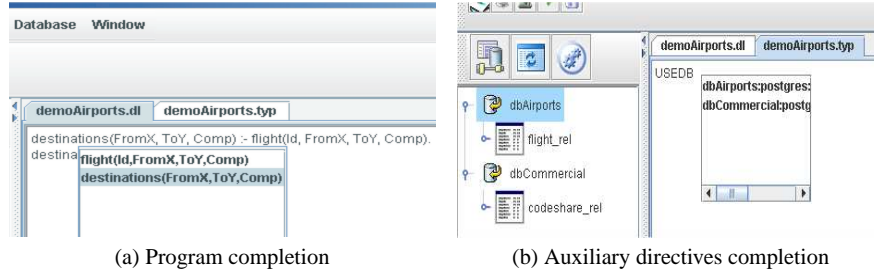 Database Window
demoAirports.dl demoAirports.typ
destinations(FromX, ToY, Comp) :- flight(Id, FromX, ToY, Comp).
destina
flight(Id,FromX,ToY,Comp)
destinations(FromX,ToY,Comp)
(a) Program completion
demoAirports.dl demoAirports.typ
USEDB
dbAirports:postgres:
dbCommercial:postg
dbAirports
flight_rel
dbCommercial
codeshare_rel
(b) Auxiliary directives completion